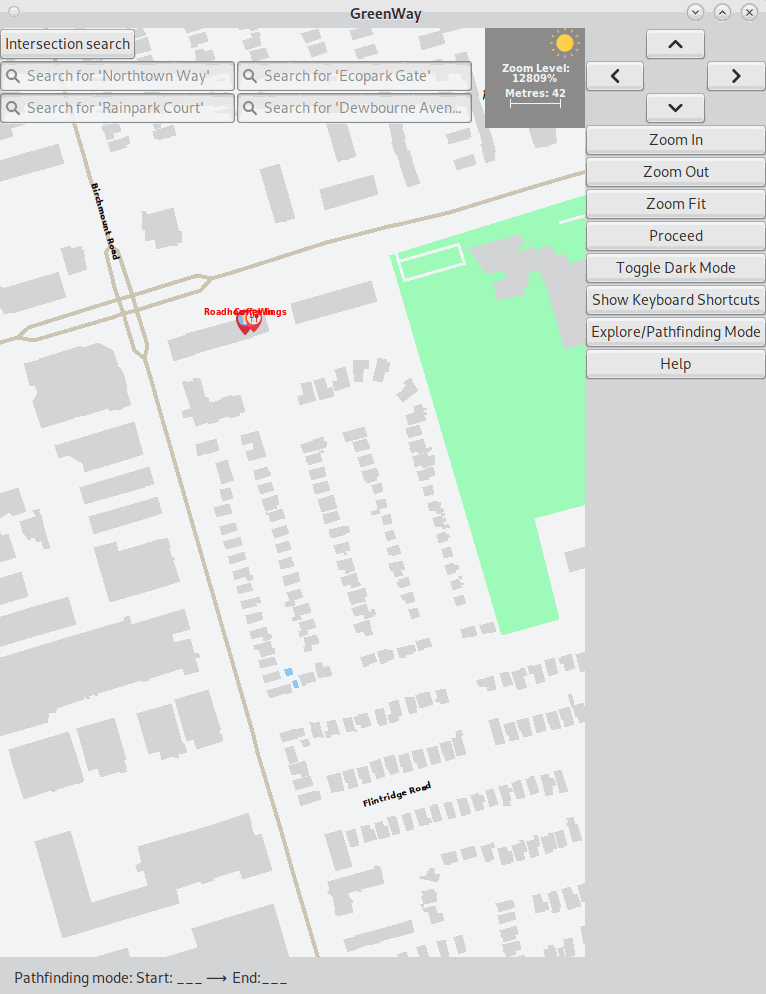 GreenWay
Intersection search
Search for 'Northtown Way'
Search for 'Ecopark Gate'
Search for 'Rainpark Court'
Search for 'Dewbourne Aven...
Zoom Level:
12809%
Metres: 42
Zoom In
Zoom Out
Zoom Fit
Proceed
Toggle Dark Mode
Show Keyboard Shortcuts
Explore/Pathfinding Mode
Help
Birchmount Road
Flintridge Road
Pathfinding mode: Start: _ _ _ ⟶ End:_ _ _